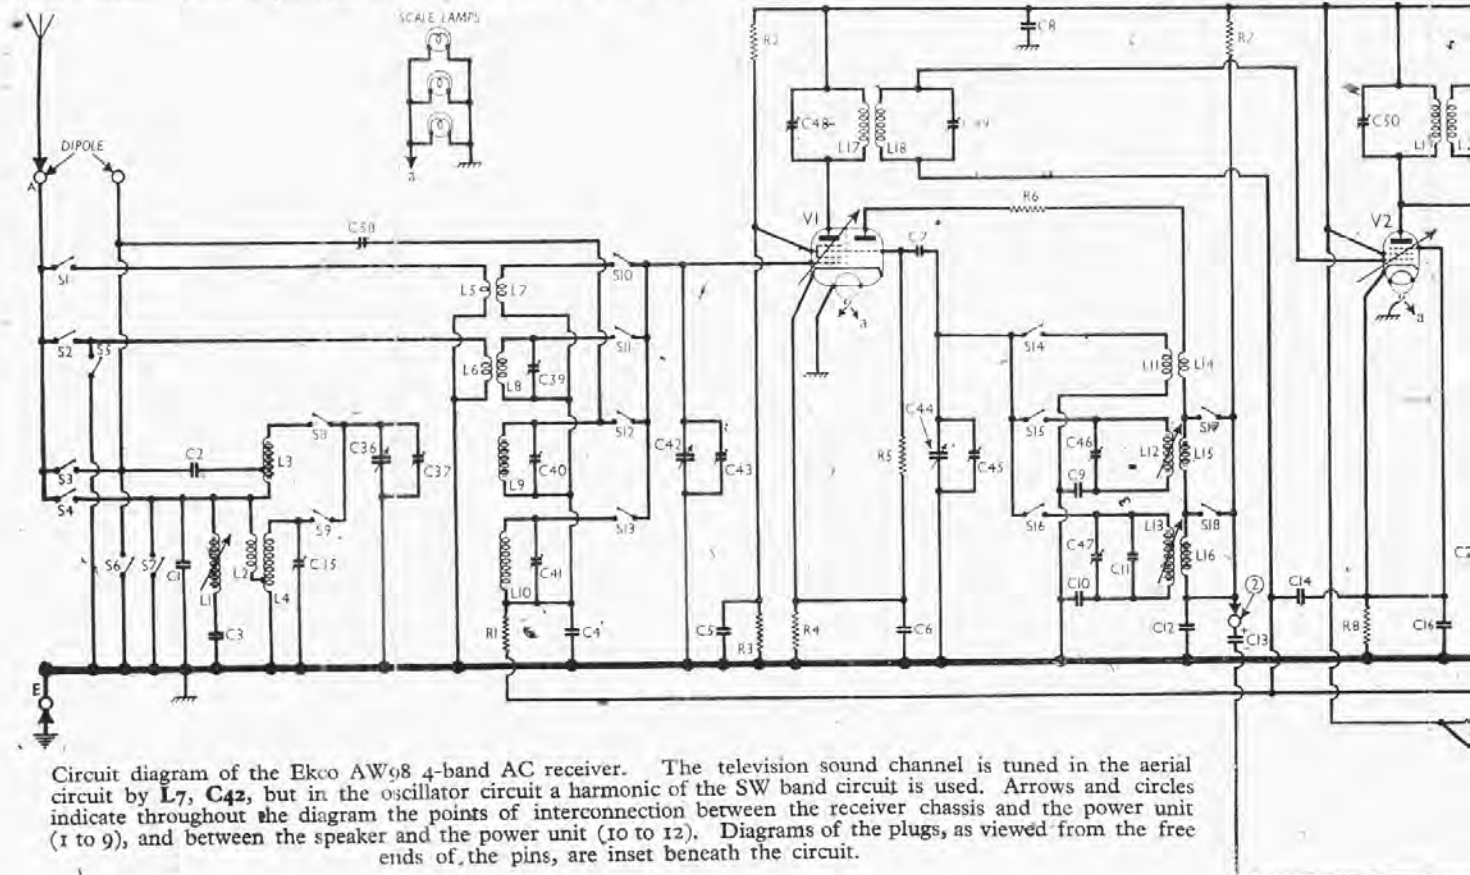 SCALE LAMPS
R2
C8
R7
C48
L17
L18
C50
DIPOLE
A
a
C38
V1
R6
V2
C7
S1
L5
L7
S10
a
a
S2
S5
L6
L8
C39
S11
S14
L11
L14
S3
C2
L3
S8
C36
C37
L9
C40
S12
C42
C43
R5
C44
C45
S15
C46
L12
L15
S17
C9
S4
S9
S13
S16
L13
S18
S6
S7
C1
L1
L2
L4
C35
L10
C41
C47
C11
L16
C10
C14
C3
R1
C4
C5
R3
R4
C6
C12
2
+
C13
R8
C16
E
Circuit diagram of the Ekco AW98 4-band AC receiver. The television sound channel is tuned in the aerial
circuit by L7, C42, but in the oscillator circuit a harmonic of the SW band circuit is used. Arrows and circles
indicate throughout the diagram the points of interconnection between the receiver chassis and the power unit
(1 to 9), and between the speaker and the power unit (10 to 12). Diagrams of the plugs, as viewed from the free
ends of the pins, are inset beneath the circuit.